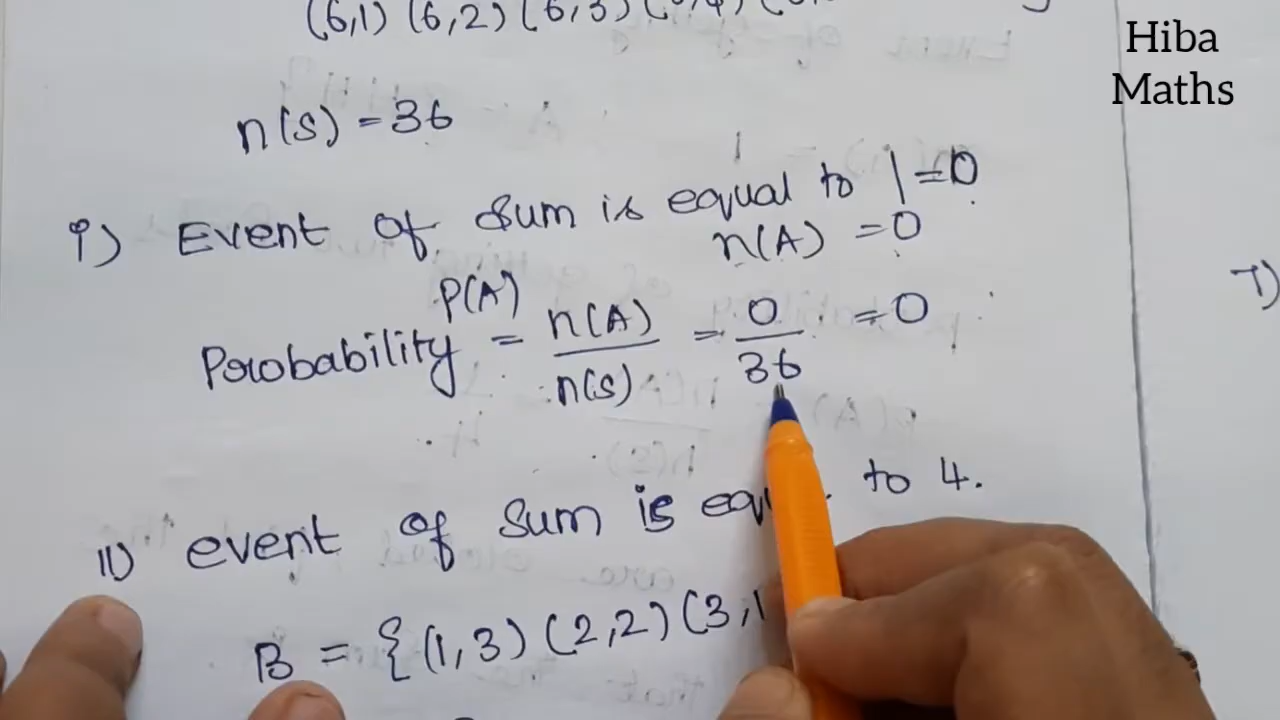 (6,1) (6,2) (6,3)
Hiba
Maths
n(S) = 36
i) Event of sum is equal to 1 = 0
n(A) = 0
P(A)
Probability = n(A)/n(S) = 0/36 = 0
ii) event of sum is to 4.
B = {(1,3) (2,2) (3,1